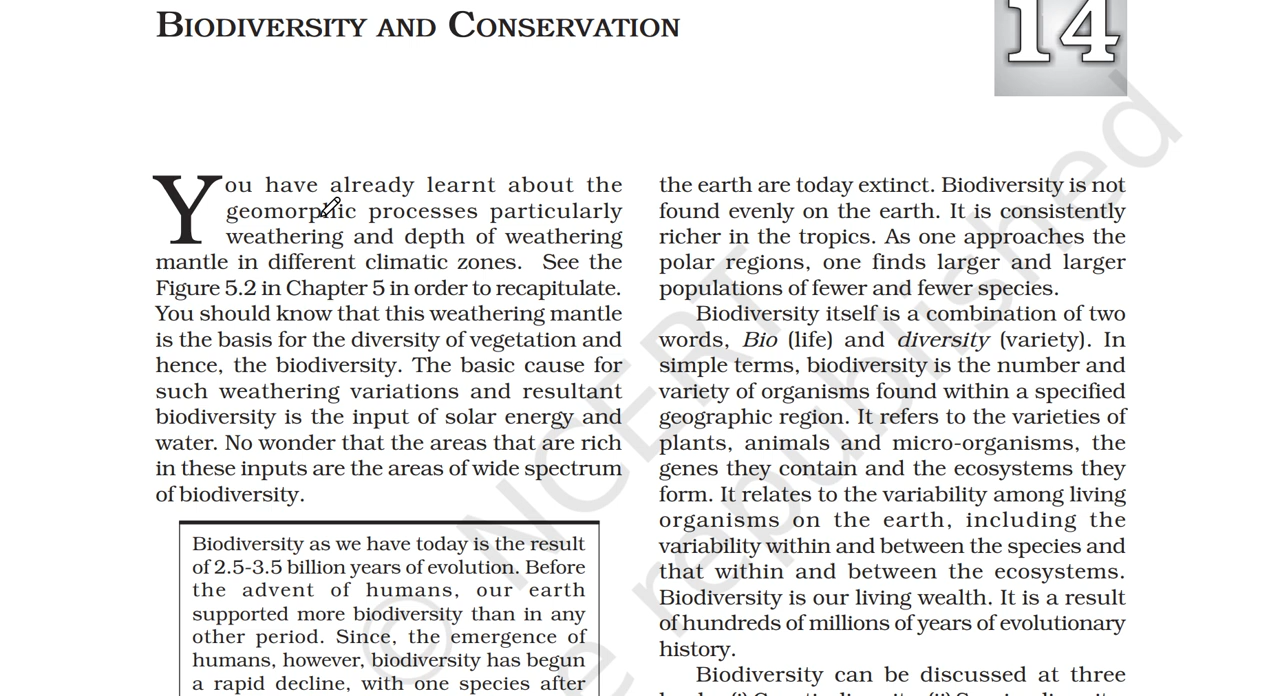 BIODIVERSITY AND CONSERVATION
14
You have already learnt about the
geomorphic processes particularly
weathering and depth of weathering
mantle in different climatic zones. See the
Figure 5.2 in Chapter 5 in order to recapitulate.
You should know that this weathering mantle
is the basis for the diversity of vegetation and
hence, the biodiversity. The basic cause for
such weathering variations and resultant
biodiversity is the input of solar energy and
water. No wonder that the areas that are rich
in these inputs are the areas of wide spectrum
of biodiversity.
Biodiversity as we have today is the result
of 2.5-3.5 billion years of evolution. Before
the advent of humans, our earth
supported more biodiversity than in any
other period. Since, the emergence of
humans, however, biodiversity has begun
a rapid decline, with one species after
the earth are today extinct. Biodiversity is not
found evenly on the earth. It is consistently
richer in the tropics. As one approaches the
polar regions, one finds larger and larger
populations of fewer and fewer species.
Biodiversity itself is a combination of two
words, Bio (life) and diversity (variety). In
simple terms, biodiversity is the number and
variety of organisms found within a specified
geographic region. It refers to the varieties of
plants, animals and micro-organisms, the
genes they contain and the ecosystems they
form. It relates to the variability among living
organisms on the earth, including the
variability within and between the species and
that within and between the ecosystems.
Biodiversity is our living wealth. It is a result
of hundreds of millions of years of evolutionary
history.
Biodiversity can be discussed at three
© NCERT
e republished